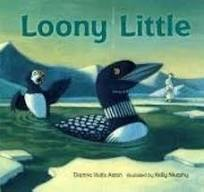 Loony Little
Dianna Hutts Aston illustrated by Kelly Murphy